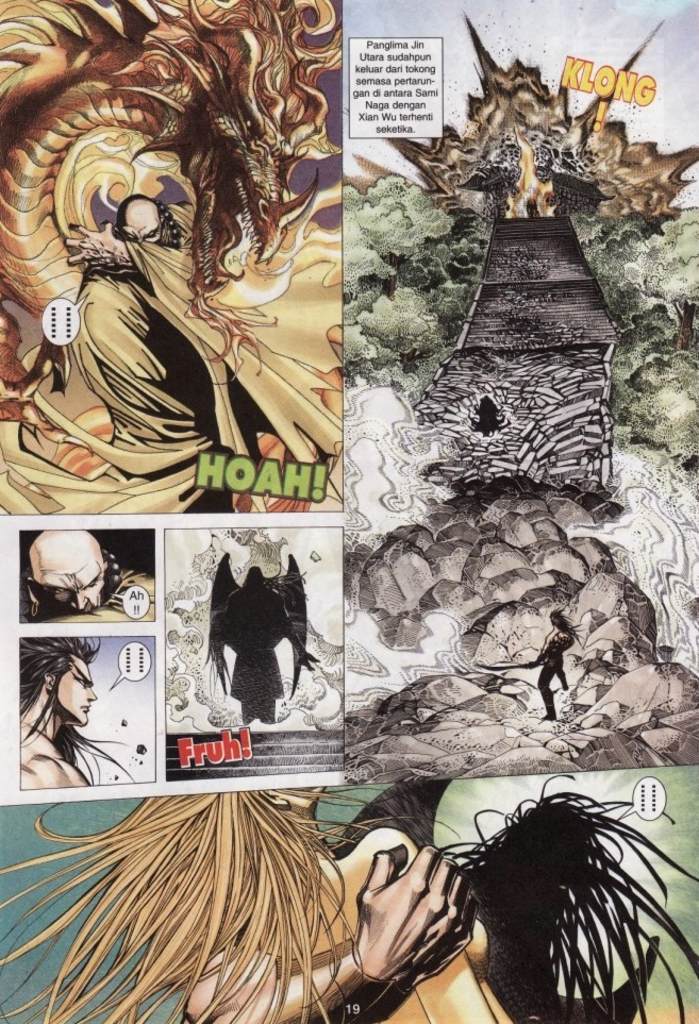 Panglima Jin
Utara sudahpun
keluar dari tokong
semasa pertarun-
gan di antara Sami
Naga dengan
Xian Wu terhenti
seketika.
KLONG
!
HOAH!
Ah
!!
Fruh!
19